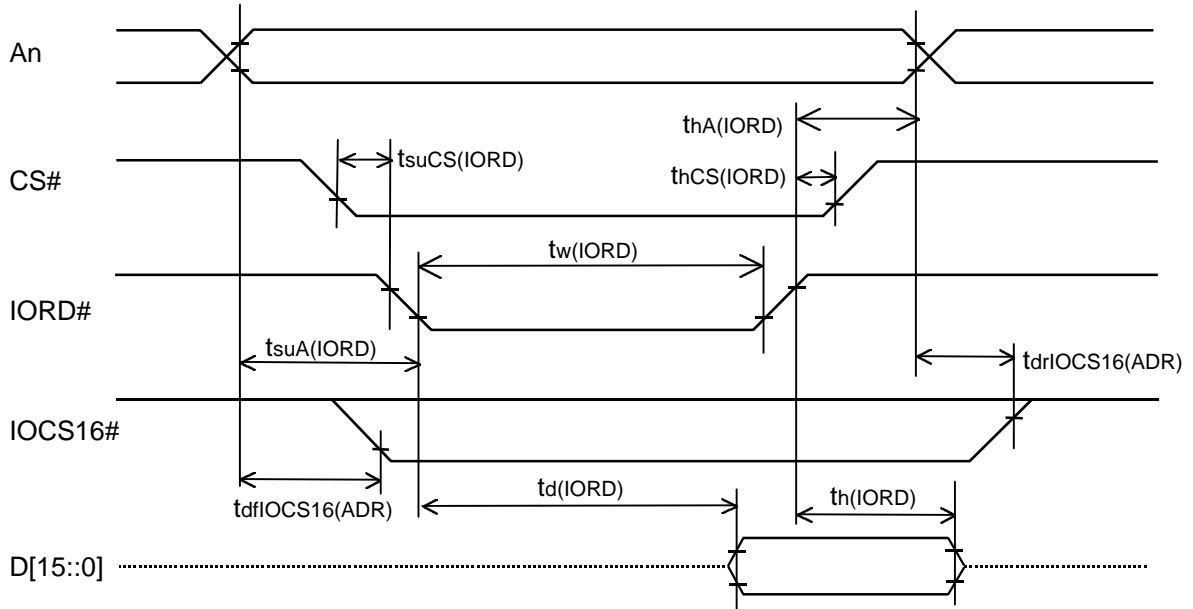 An
thA(IORD)
tsuCS(IORD)
thCS(IORD)
CS#
tw(IORD)
IORD#
tsuA(IORD)
tdrIOCS16(ADR)
IOCS16#
td(IORD)
th(IORD)
tdfIOCS16(ADR)
D[15::0]